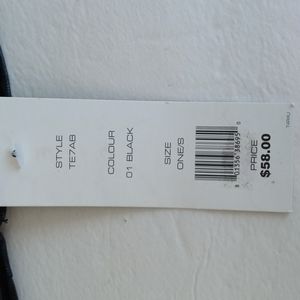 STYLE
TE7AB
COLOUR
01 BLACK
SIZE
ONE/S
PRICE
$58.00